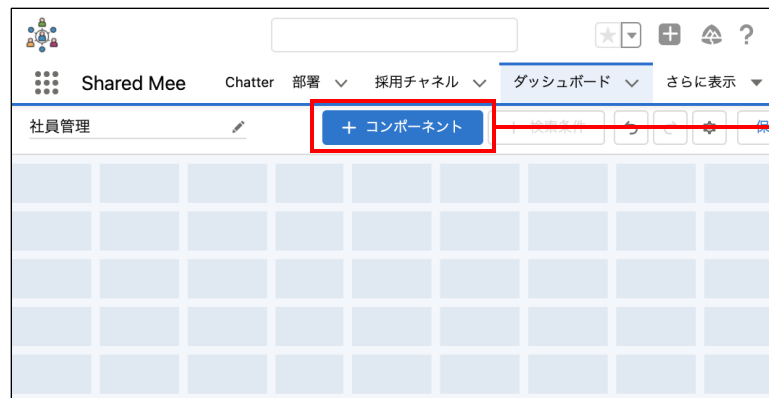 ?
Shared Mee Chatter 部署 採用チャネル ダッシュボード さらに表示
社員管理 + コンポーネント + 検索条件 保